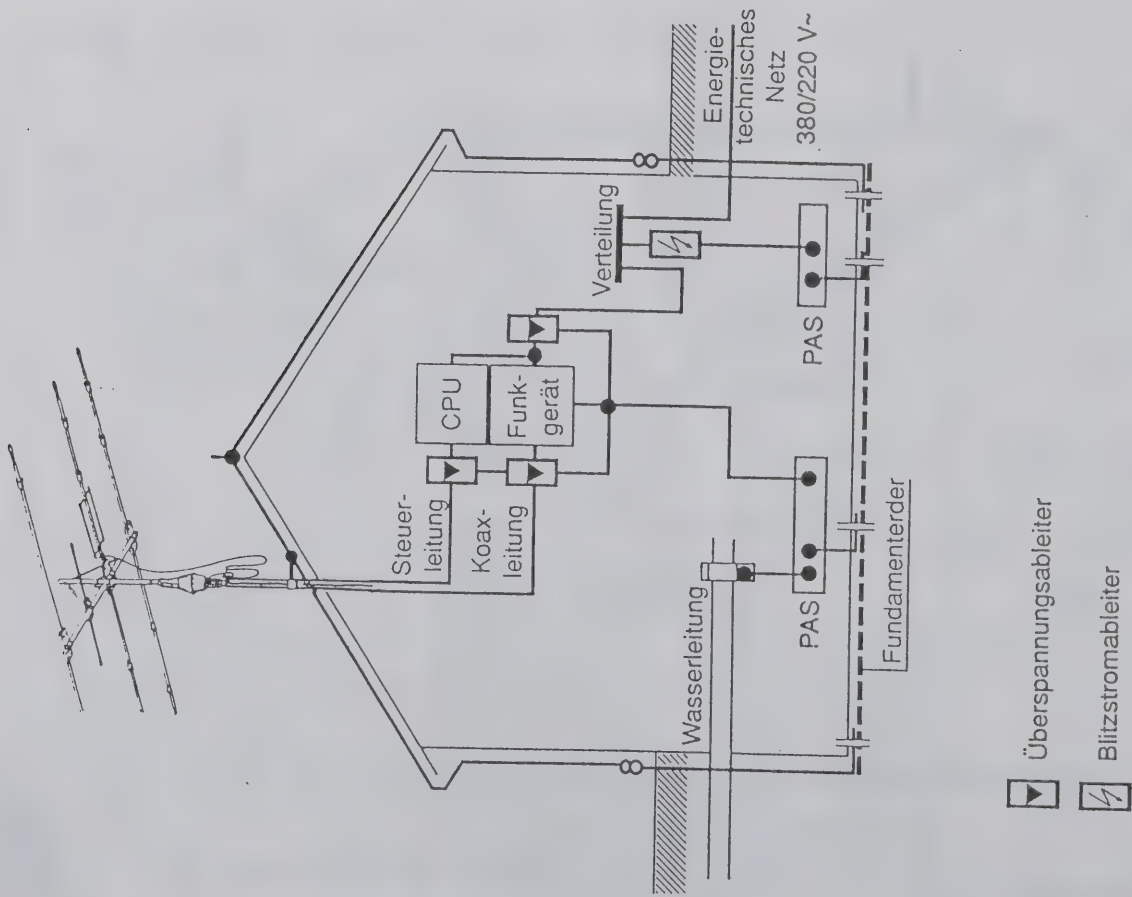 Steuer-
leitung
Koax-
leitung
CPU
Funk-
gerät
Verteilung
Energie-
technisches
Netz
380/220 V~
Wasserleitung
PAS
PAS
Fundamenterder
Überspannungsableiter
Blitzstromableiter